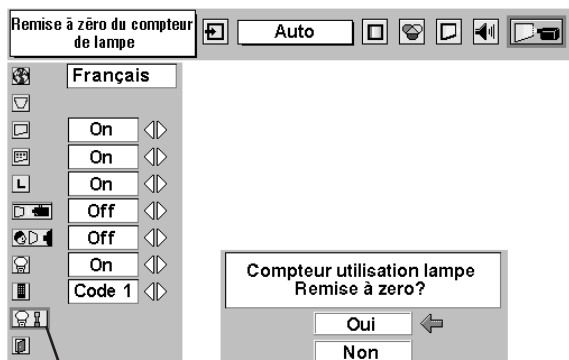 Remise à zéro du compteur
de lampe
Auto
Français
On
On
L On
Off
Off
On
Code 1
Compteur utilisation lampe
Remise à zero?
Oui
Non